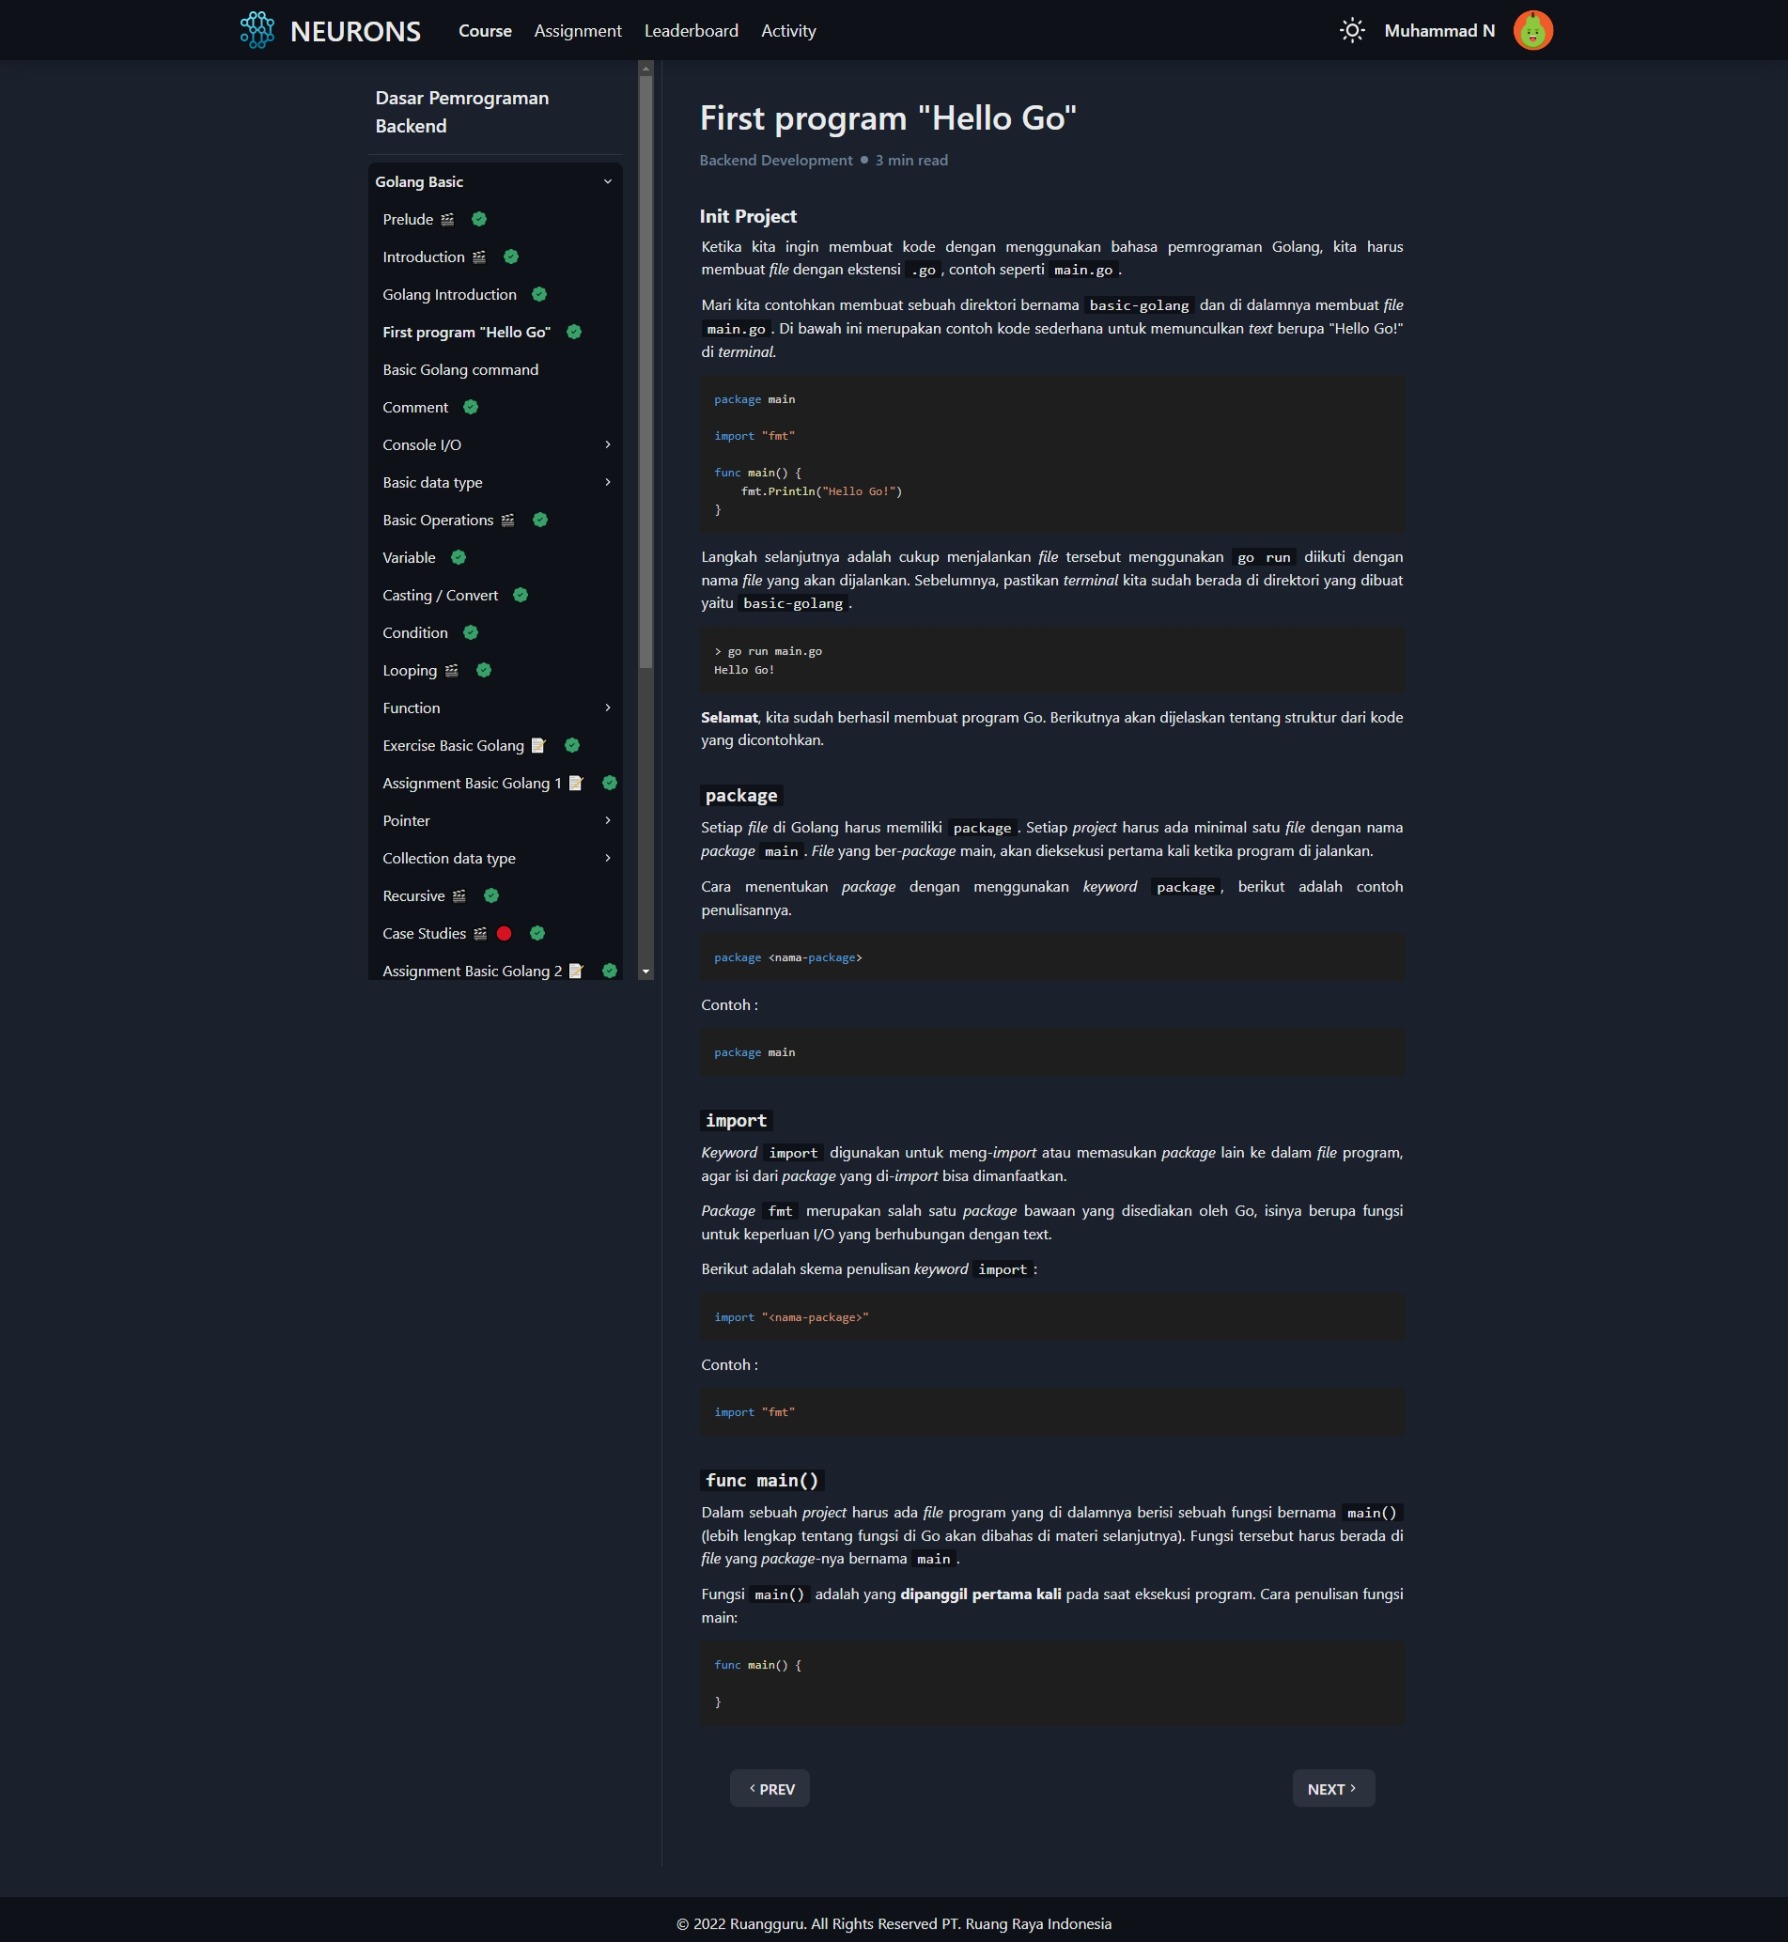 NEURONS
Course Assignment Leaderboard Activity
Muhammad N
Dasar Pemrograman
Backend
Golang Basic
Prelude
Introduction
Golang Introduction
First program "Hello Go"
Basic Golang command
Comment
Console I/O
Basic data type
Basic Operations
Variable
Casting / Convert
Condition
Looping
Function
Exercise Basic Golang
Assignment Basic Golang 1
Pointer
Collection data type
Recursive
Case Studies
Assignment Basic Golang 2
First program "Hello Go"
Backend Development • 3 min read
Init Project
Ketika kita ingin membuat kode dengan menggunakan bahasa pemrograman Golang, kita harus
membuat file dengan ekstensi .go, contoh seperti main.go.
Mari kita contohkan membuat sebuah direktori bernama basic-golang dan di dalamnya membuat file
main.go. Di bawah ini merupakan contoh kode sederhana untuk memunculkan text berupa "Hello Go!"
di terminal.
package main
import "fmt"
func main() {
    fmt.Println("Hello Go!")
}
Langkah selanjutnya adalah cukup menjalankan file tersebut menggunakan go run diikuti dengan
nama file yang akan dijalankan. Sebelumnya, pastikan terminal kita sudah berada di direktori yang dibuat
yaitu basic-golang.
> go run main.go
Hello Go!
Selamat, kita sudah berhasil membuat program Go. Berikutnya akan dijelaskan tentang struktur dari kode
yang dicontohkan.
package
Setiap file di Golang harus memiliki package. Setiap project harus ada minimal satu file dengan nama
package main. File yang ber-package main, akan dieksekusi pertama kali ketika program di jalankan.
Cara menentukan package dengan menggunakan keyword package, berikut adalah contoh
penulisannya.
package <nama-package>
Contoh :
package main
import
Keyword import digunakan untuk meng-import atau memasukan package lain ke dalam file program,
agar isi dari package yang di-import bisa dimanfaatkan.
Package fmt merupakan salah satu package bawaan yang disediakan oleh Go, isinya berupa fungsi
untuk keperluan I/O yang berhubungan dengan text.
Berikut adalah skema penulisan keyword import:
import "<nama-package>"
Contoh :
import "fmt"
func main()
Dalam sebuah project harus ada file program yang di dalamnya berisi sebuah fungsi bernama main()
(lebih lengkap tentang fungsi di Go akan dibahas di materi selanjutnya). Fungsi tersebut harus berada di
file yang package-nya bernama main.
Fungsi main() adalah yang dipanggil pertama kali pada saat eksekusi program. Cara penulisan fungsi
main:
func main() {
}
PREV
NEXT
© 2022 Ruangguru. All Rights Reserved PT. Ruang Raya Indonesia